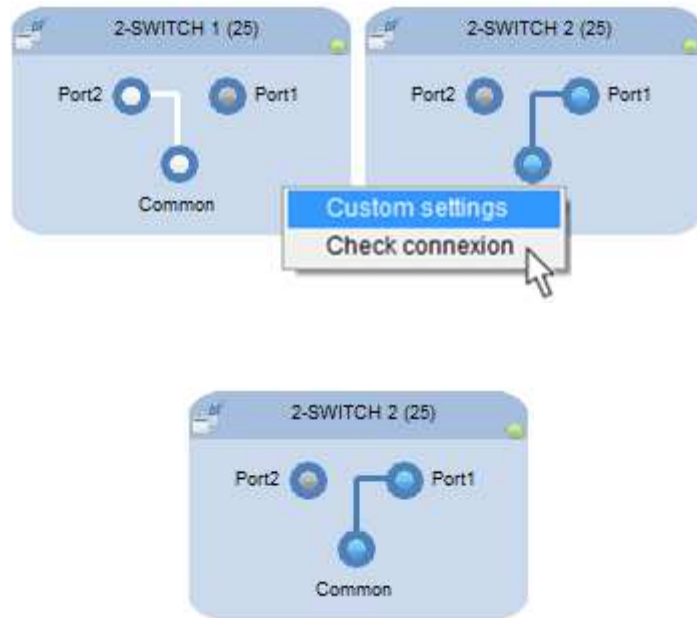 2-SWITCH 1 (25)
2-SWITCH 2 (25)
Port2
Port1
Port2
Port1
Common
Custom settings
Check connexion
2-SWITCH 2 (25)
Port2
Port1
Common